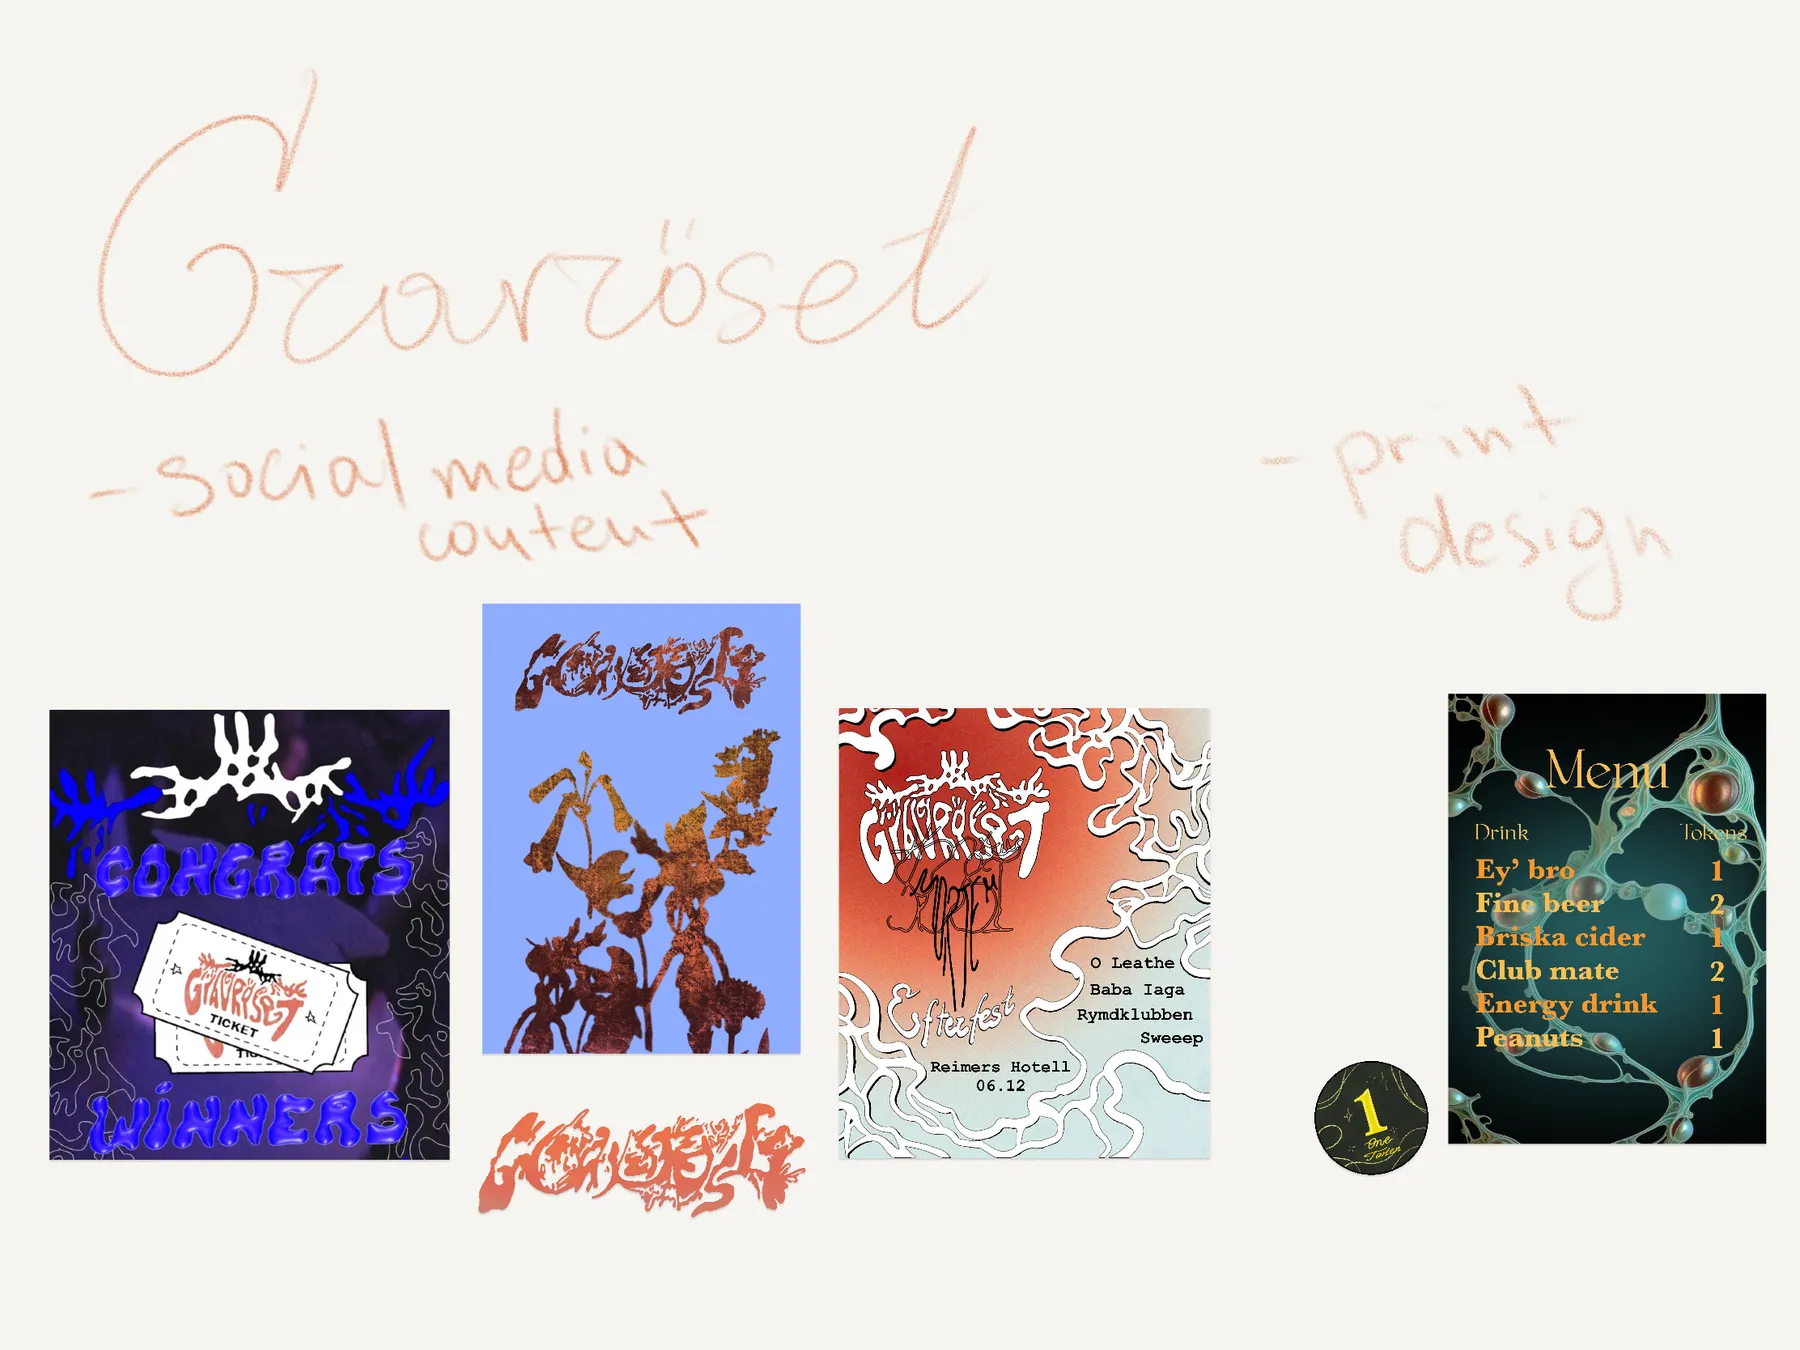 Gravröset
- social media
content
- print
design
CONGRATS
GRAVRÖSET
TICKET
WINNERS
GRAVRÖSET
Efterfest
O Leathe
Baba Iaga
Rymdklubben
Sweeep
Reimers Hotell
06.12
1
One
Token
Menu
Drink Tokens
Ey' bro 1
Fine beer 2
Briska cider 1
Club mate 2
Energy drink 1
Peanuts 1